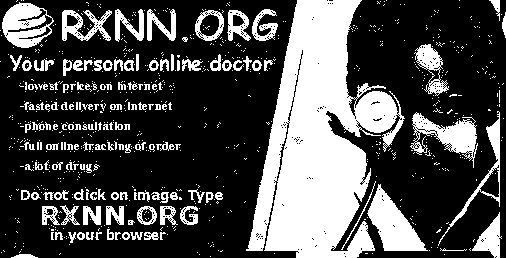 RXNN.ORG
Your personal online doctor
-lowest prices on Internet
-fasted delivery on Internet
-phone consultation
-full online tracking of order
-a lot of drugs
Do not click on image. Type
RXNN.ORG
in your browser